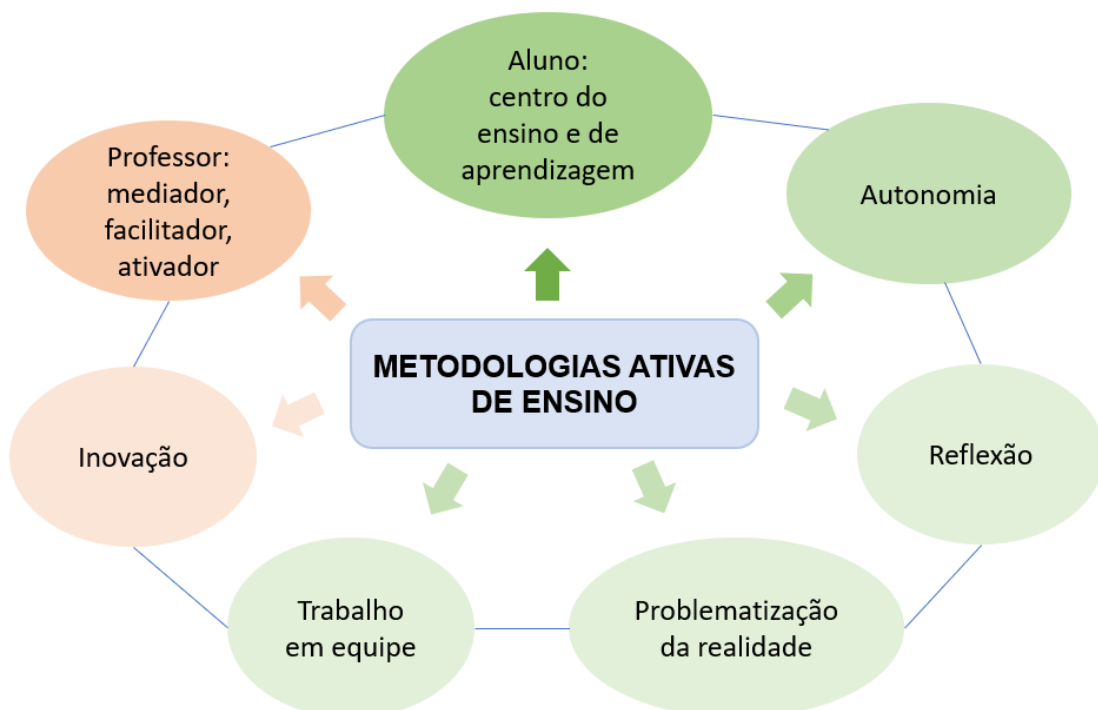 Aluno:
centro do
ensino e de
aprendizagem
Professor:
mediador,
facilitador,
ativador
Autonomia
METODOLOGIAS ATIVAS
DE ENSINO
Inovação
Reflexão
Trabalho
em equipe
Problematização
da realidade